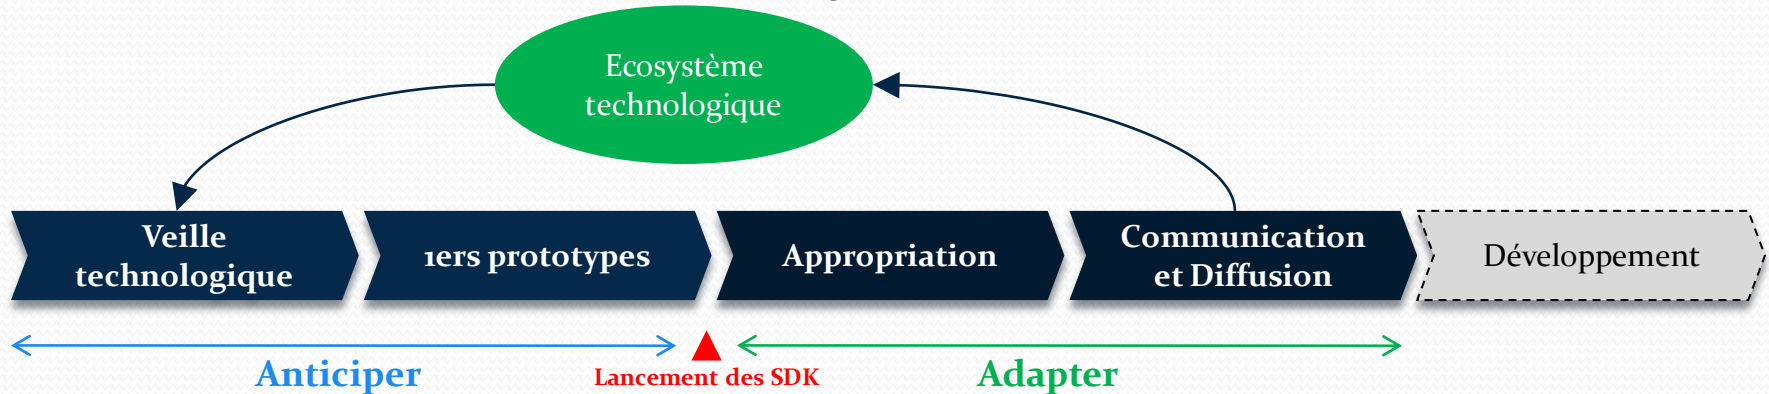 Ecosystème
technologique
Veille
technologique
1ers prototypes
Appropriation
Communication
et Diffusion
Développement
Anticiper
Lancement des SDK
Adapter